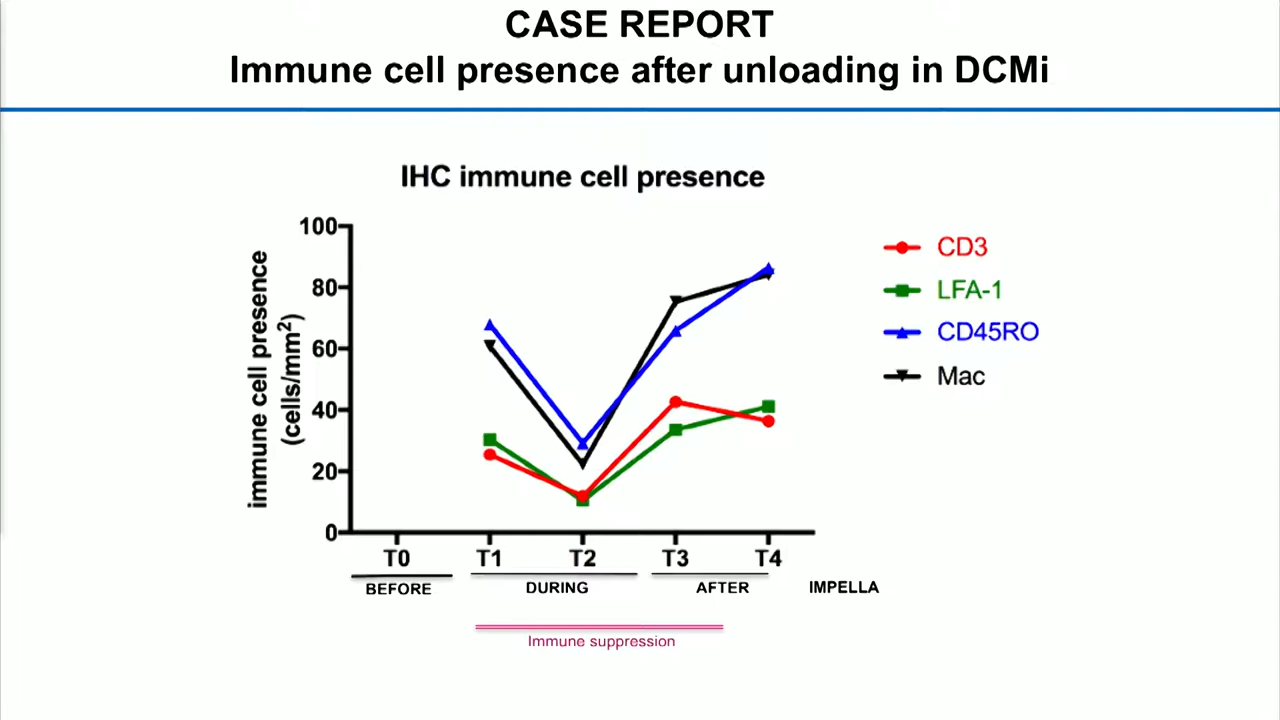 CASE REPORT
Immune cell presence after unloading in DCMi
IHC immune cell presence
immune cell presence
(cells/mm²)
100
80
60
40
20
0
T0 T1 T2 T3 T4
BEFORE DURING AFTER IMPELLA
Immune suppression
CD3
LFA-1
CD45RO
Mac